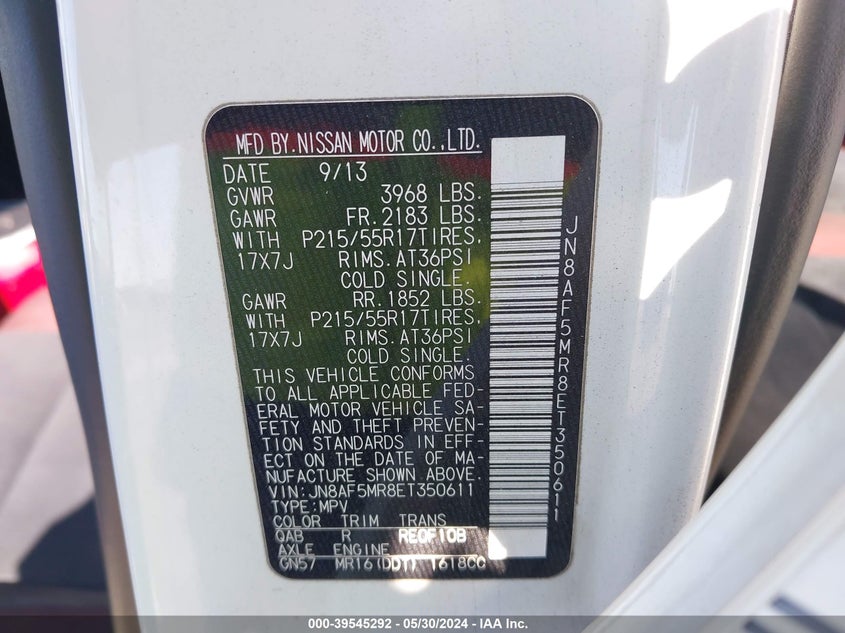 MFD BY.NISSAN MOTOR CO.,LTD.
DATE 9/13
GVWR 3968 LBS.
GAWR FR.2183 LBS.
WITH P215/55R17TIRES,
17X7J RIMS.AT36PSI
COLD SINGLE.
GAWR RR.1852 LBS.
WITH P215/55R17TIRES,
17X7J RIMS.AT36PSI
COLD SINGLE.
THIS VEHICLE CONFORMS
TO ALL APPLICABLE FED-
ERAL MOTOR VEHICLE SA-
FETY AND THEFT PREVEN-
TION STANDARDS IN EFF-
ECT ON THE DATE OF MA-
NUFACTURE SHOWN ABOVE.
VIN:JN8AF5MR8ET350611
TYPE:MPV
COLOR TRIM TRANS
QAB R RE0F10B
AXLE ENGINE
GN57 MR16(DDT) 1618CC
JN8AF5MR8ET350611
000-39545292 - 05/30/2024 - IAA Inc.